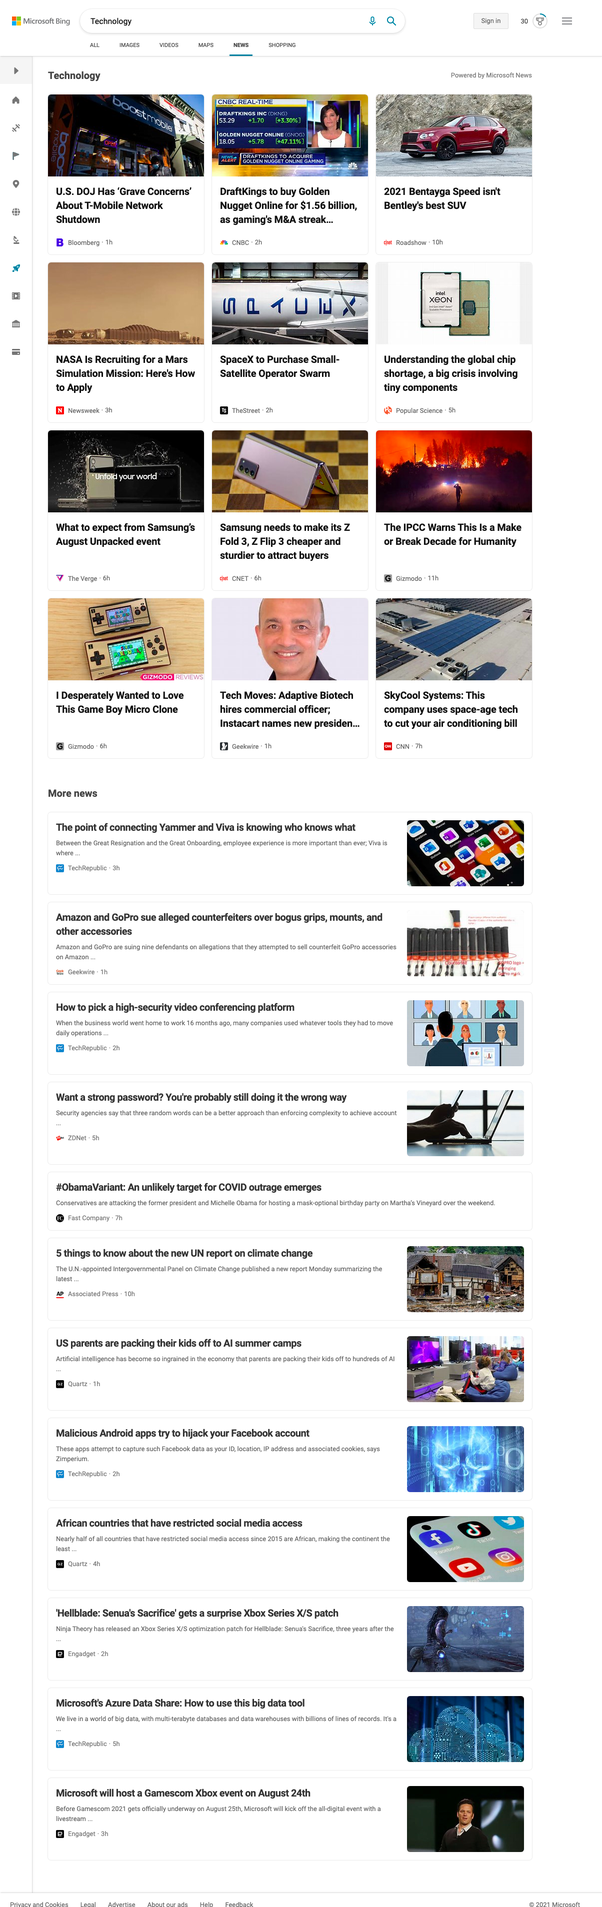 Microsoft Bing
Technology
Sign in
30
ALL IMAGES VIDEOS MAPS NEWS SHOPPING
Technology
Powered by Microsoft News
boostmobile
CNBC REAL-TIME
DRAFTKINGS INC (DKNG)
53.29 +1.70 [+3.30%]
GOLDEN NUGGET ONLINE (GNOG)
18.05 +5.78 [+47.11%]
NEWS ALERT
DRAFTKINGS TO ACQUIRE
GOLDEN NUGGET ONLINE GAMING
U.S. DOJ Has ‘Grave Concerns’
About T-Mobile Network
Shutdown
Bloomberg · 1h
DraftKings to buy Golden
Nugget Online for $1.56 billion,
as gaming's M&A streak...
CNBC · 2h
2021 Bentayga Speed isn't
Bentley's best SUV
Roadshow · 10h
SPACEX
intel
XEON
NASA Is Recruiting for a Mars
Simulation Mission: Here's How
to Apply
Newsweek · 3h
SpaceX to Purchase Small-
Satellite Operator Swarm
TheStreet · 2h
Understanding the global chip
shortage, a big crisis involving
tiny components
Popular Science · 5h
Unfold your world
What to expect from Samsung's
August Unpacked event
The Verge · 6h
Samsung needs to make its Z
Fold 3, Z Flip 3 cheaper and
sturdier to attract buyers
CNET · 6h
The IPCC Warns This Is a Make
or Break Decade for Humanity
Gizmodo · 11h
GIZMODO REVIEWS
I Desperately Wanted to Love
This Game Boy Micro Clone
Gizmodo · 6h
Tech Moves: Adaptive Biotech
hires commercial officer;
Instacart names new presiden...
Geekwire · 1h
SkyCool Systems: This
company uses space-age tech
to cut your air conditioning bill
CNN · 7h
More news
The point of connecting Yammer and Viva is knowing who knows what
Between the Great Resignation and the Great Onboarding, employee experience is more important than ever; Viva is
where ...
TechRepublic · 3h
Amazon and GoPro sue alleged counterfeiters over bogus grips, mounts, and
other accessories
Amazon and GoPro are suing nine defendants on allegations that they attempted to sell counterfeit GoPro accessories
on Amazon ...
Geekwire · 1h
How to pick a high-security video conferencing platform
When the business world went home to work 16 months ago, many companies used whatever tools they had to move
daily operations ...
TechRepublic · 2h
Want a strong password? You're probably still doing it the wrong way
Security agencies say that three random words can be a better approach than enforcing complexity to achieve account
...
ZDNet · 5h
#ObamaVariant: An unlikely target for COVID outrage emerges
Conservatives are attacking the former president and Michelle Obama for hosting a mask-optional birthday party on Martha's Vineyard over the weekend.
Fast Company · 7h
5 things to know about the new UN report on climate change
The U.N.-appointed Intergovernmental Panel on Climate Change published a new report Monday summarizing the
latest ...
AP Associated Press · 10h
US parents are packing their kids off to AI summer camps
Artificial intelligence has become so ingrained in the economy that parents are packing their kids off to hundreds of AI
...
Quartz · 1h
Malicious Android apps try to hijack your Facebook account
These apps attempt to capture such Facebook data as your ID, location, IP address and associated cookies, says
Zimperium.
TechRepublic · 2h
African countries that have restricted social media access
Nearly half of all countries that have restricted social media access since 2015 are African, making the continent the
least ...
Quartz · 4h
'Hellblade: Senua's Sacrifice' gets a surprise Xbox Series X/S patch
Ninja Theory has released an Xbox Series X/S optimization patch for Hellblade: Senua's Sacrifice, three years after the
...
Engadget · 2h
Microsoft's Azure Data Share: How to use this big data tool
We live in a world of big data, with multi-terabyte databases and data warehouses with billions of lines of records. It's a
...
TechRepublic · 5h
Microsoft will host a Gamescom Xbox event on August 24th
Before Gamescom 2021 gets officially underway on August 25th, Microsoft will kick off the all-digital event with a
livestream ...
Engadget · 3h
Privacy and Cookies Legal Advertise About our ads Help Feedback © 2021 Microsoft